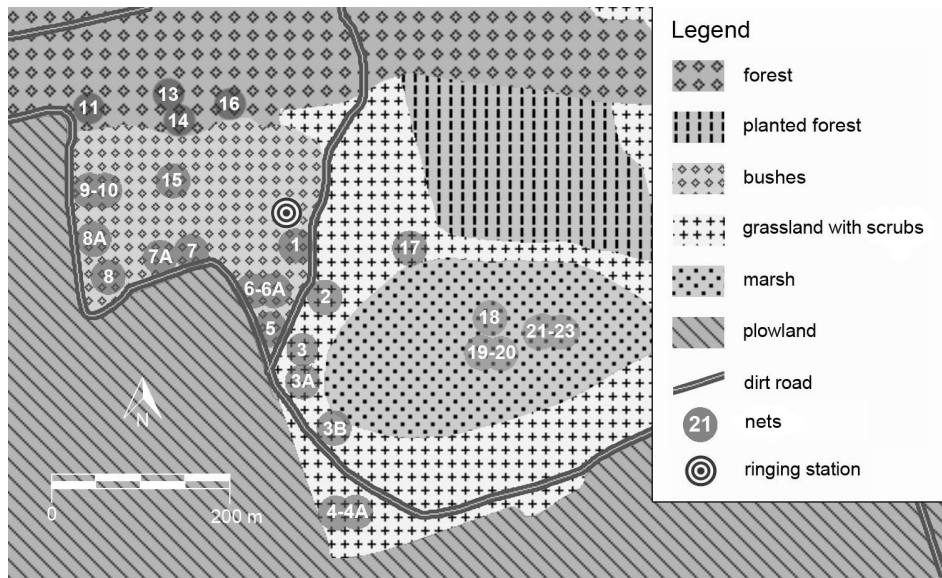 Legend
forest
planted forest
bushes
grassland with scrubs
marsh
plowland
dirt road
21 nets
ringing station
11
13
14
16
9-10
15
8A
8
7A
7
1
6-6A
5
2
17
3
3A
3B
4-4A
18
19-20
21-23
N
0 200 m